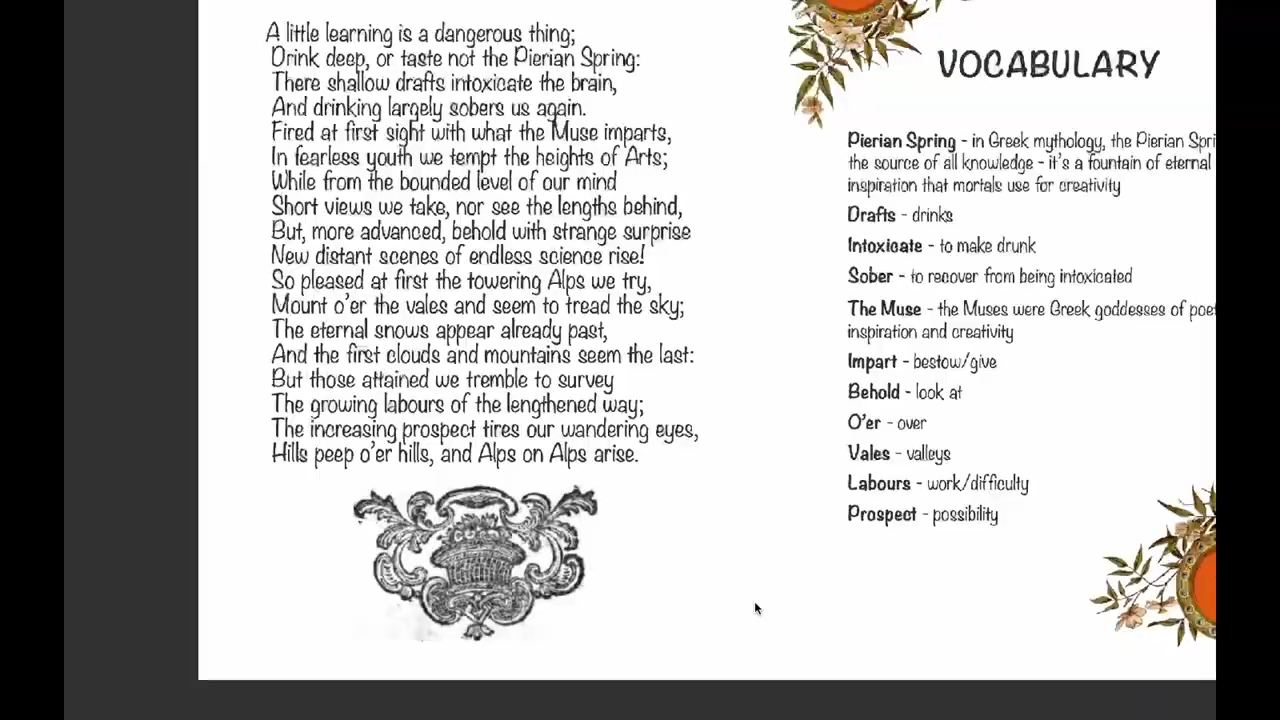 A little learning is a dangerous thing;
Drink deep, or taste not the Pierian Spring:
There shallow drafts intoxicate the brain,
And drinking largely sobers us again.
Fired at first sight with what the Muse imparts,
In fearless youth we tempt the heights of Arts;
While from the bounded level of our mind
Short views we take, nor see the lengths behind,
But, more advanced, behold with strange surprise
New distant scenes of endless science rise!
So pleased at first the towering Alps we try,
Mount o'er the vales and seem to tread the sky;
The eternal snows appear already past,
And the first clouds and mountains seem the last:
But those attained we tremble to survey
The growing labours of the lengthened way;
The increasing prospect tires our wandering eyes,
Hills peep o'er hills, and Alps on Alps arise.
VOCABULARY
Pierian Spring - in Greek mythology, the Pierian Spri
the source of all knowledge - it's a fountain of eternal
inspiration that mortals use for creativity
Drafts - drinks
Intoxicate - to make drunk
Sober - to recover from being intoxicated
The Muse - the Muses were Greek goddesses of poet
inspiration and creativity
Impart - bestow/give
Behold - look at
O'er - over
Vales - valleys
Labours - work/difficulty
Prospect - possibility